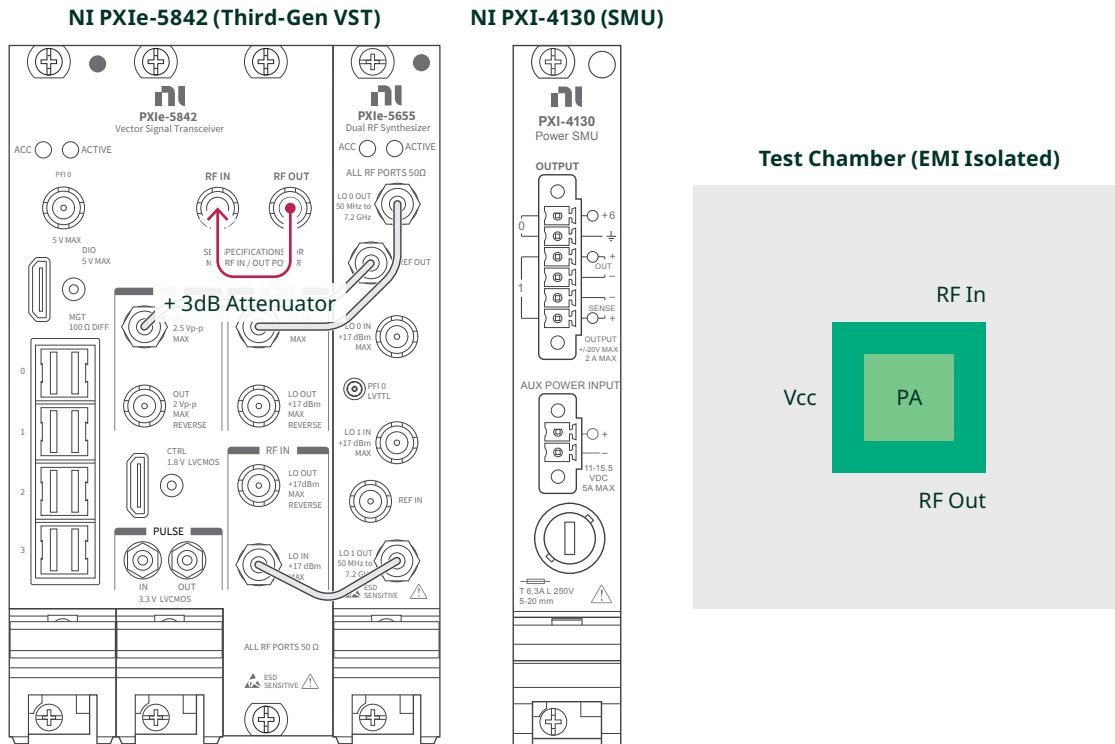 NI PXIe-5842 (Third-Gen VST)
NI PXI-4130 (SMU)
ni
PXIe-5842
Vector Signal Transceiver
ACC
ACTIVE
PFI 0
5 V MAX
DIO
5 V MAX
MGT
100 Ω DIFF
0
1
2
3
RF IN
RF OUT
+ 3dB Attenuator
2.5 Vp-p
MAX
OUT
2 Vp-p
MAX
REVERSE
CTRL
1.8 V LVCMOS
PULSE
IN
OUT
3.3 V LVCMOS
MAX
LO OUT
+17 dBm
MAX
REVERSE
RF IN
LO OUT
+17dBm
MAX
REVERSE
LO IN
+17 dBm
MAX
ALL RF PORTS 50 Ω
ESD
SENSITIVE
ni
PXIe-5655
Dual RF Synthesizer
ACC
ACTIVE
ALL RF PORTS 50Ω
LO 0 OUT
50 MHz to
7.2 GHz
REF OUT
LO 0 IN
+17 dBm
MAX
PFI 0
LVTTL
LO 1 IN
+17 dBm
MAX
REF IN
LO 1 OUT
50 MHz to
ESD
SENSITIVE
ni
PXI-4130
Power SMU
OUTPUT
0
1
+6
+
OUT
–
–
SENSE
+
OUTPUT
+/-20V MAX
2 A MAX
AUX POWER INPUT
+
–
11-15.5
VDC
5A MAX
T 6,3A L 250V
5-20 mm
Test Chamber (EMI Isolated)
RF In
Vcc
PA
RF Out